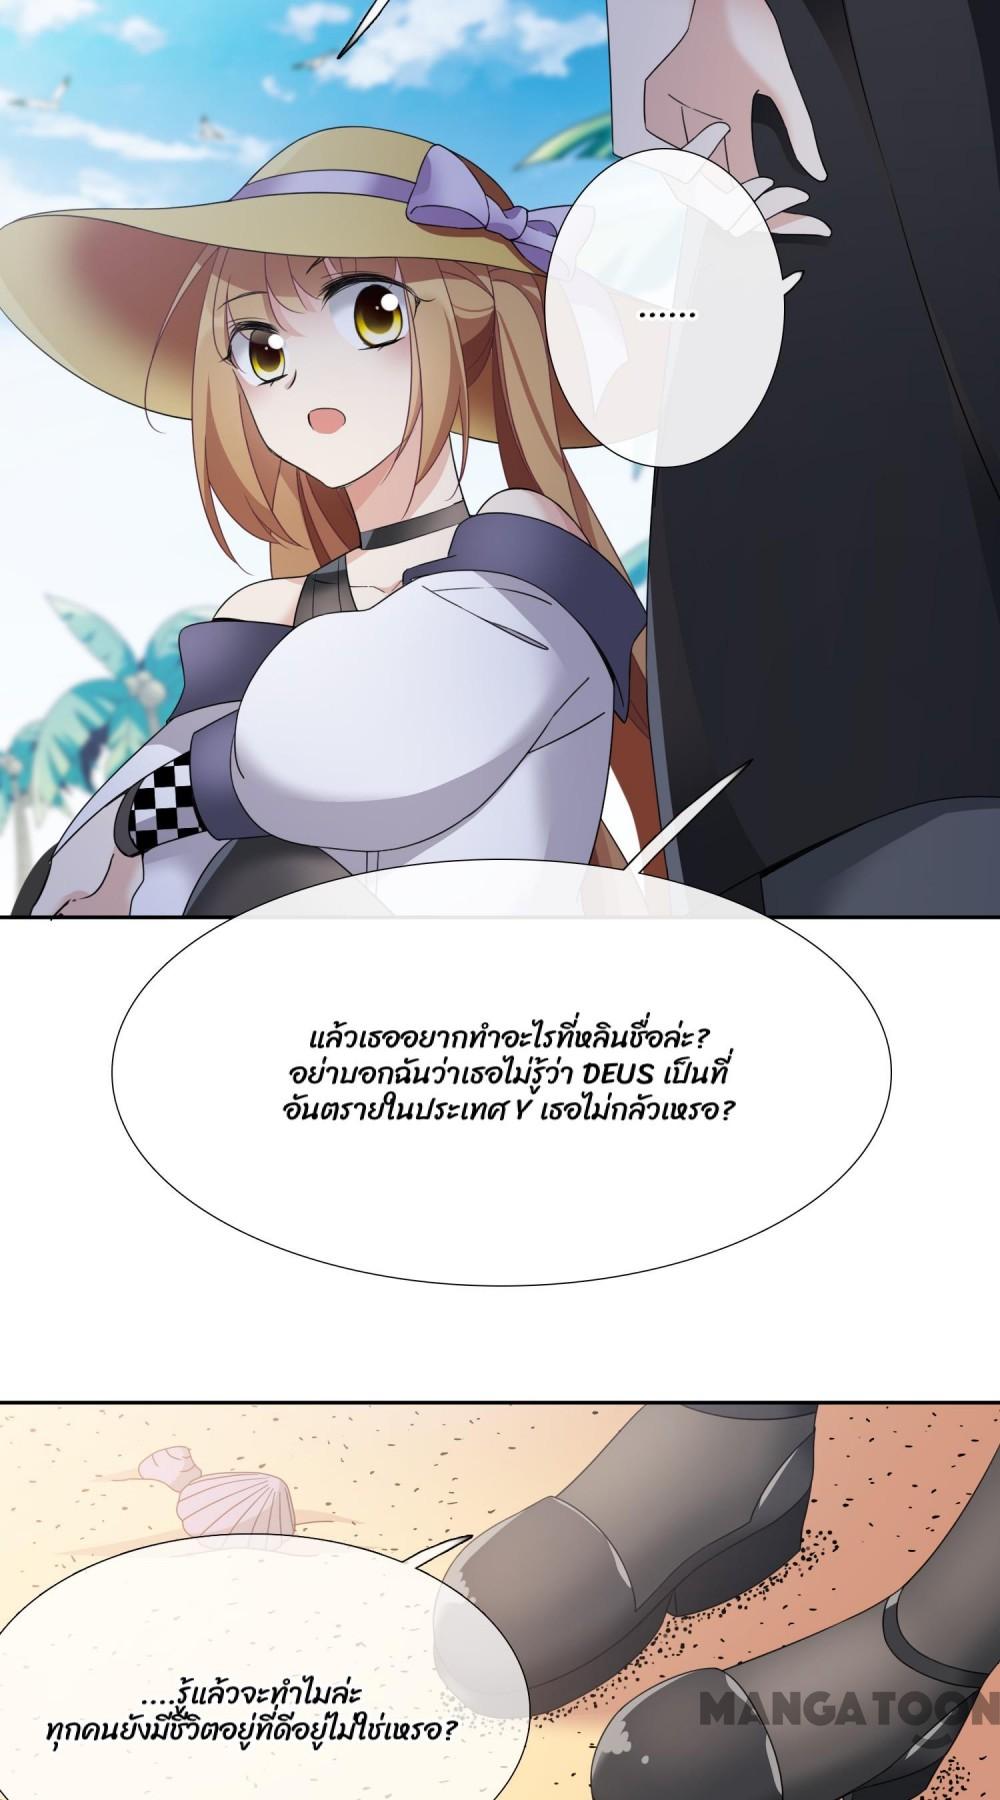 ......
แล้วเธออยากทำอะไรที่หลินชื่อล่ะ?
อย่าบอกฉันว่าเธอไม่รู้ว่า DEUS เป็นที่
อันตรายในประเทศ Y เธอไม่กลัวเหรอ?
....รู้แล้วจะทำไมล่ะ
ทุกคนยังมีชีวิตอยู่ที่ดีอยู่ไม่ใช่เหรอ?
MANGATOON